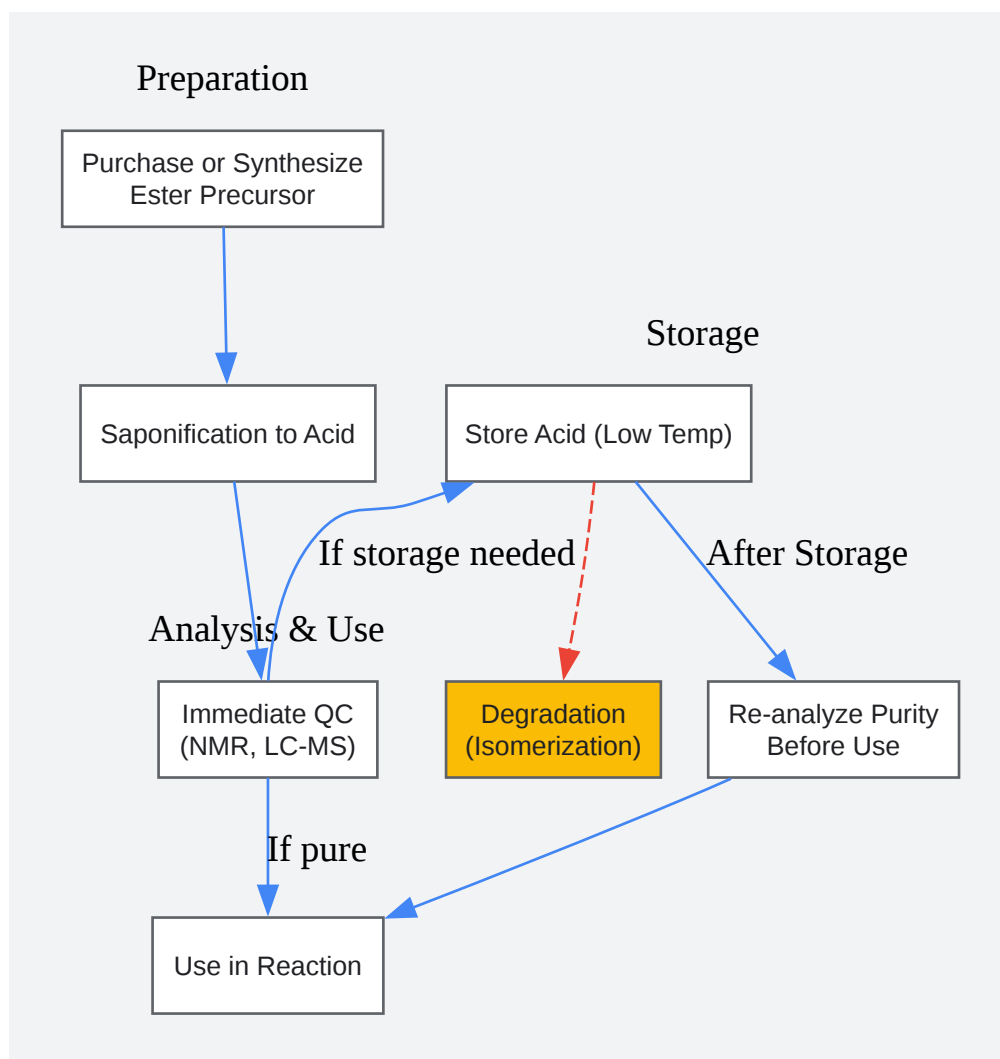 Preparation
Purchase or Synthesize
Ester Precursor
Storage
Saponification to Acid
Store Acid (Low Temp)
If storage needed
After Storage
Analysis & Use
Immediate QC
(NMR, LC-MS)
Degradation
(Isomerization)
Re-analyze Purity
Before Use
If pure
Use in Reaction